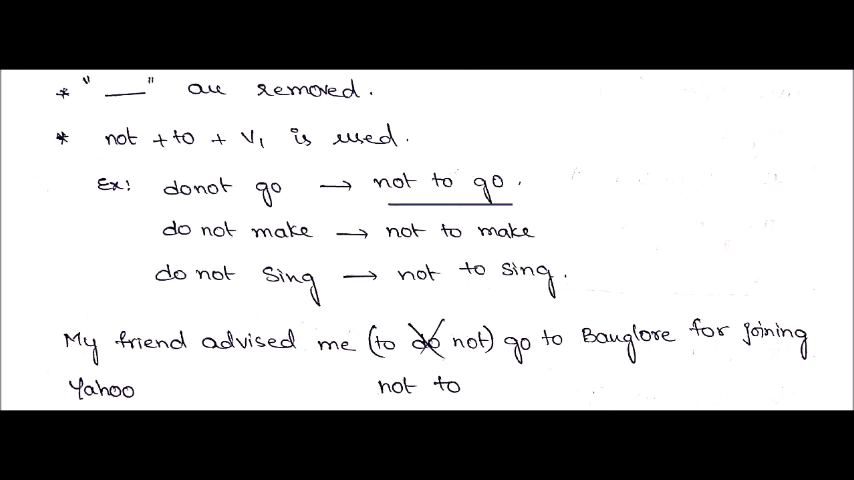 * " ___ " are removed.
* not + to + V₁ is used.
Ex: donot go → not to go.
do not make → not to make
do not Sing → not to sing.
My friend advised me (to do not) go to Banglore for joining
Yahoo not to